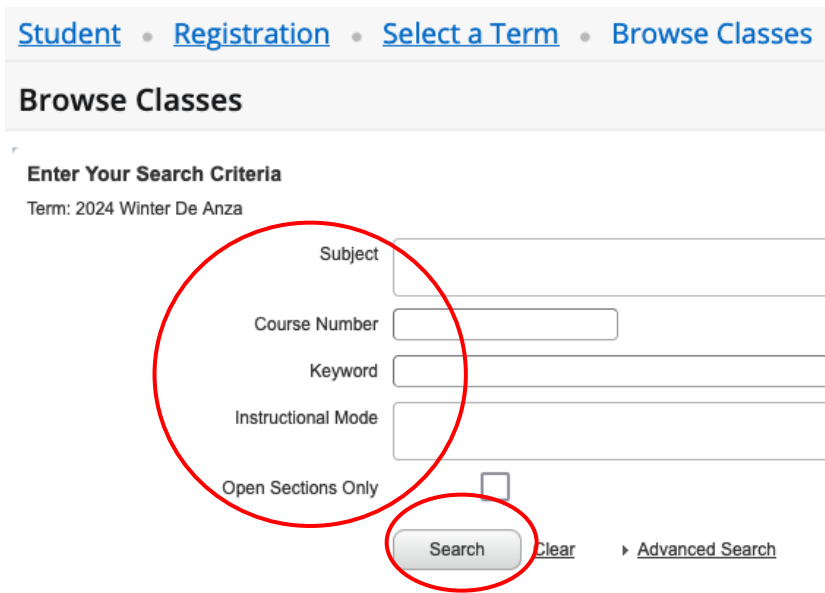 Student • Registration • Select a Term • Browse Classes
Browse Classes
Enter Your Search Criteria
Term: 2024 Winter De Anza
Subject
Course Number
Keyword
Instructional Mode
Open Sections Only
Search Clear Advanced Search